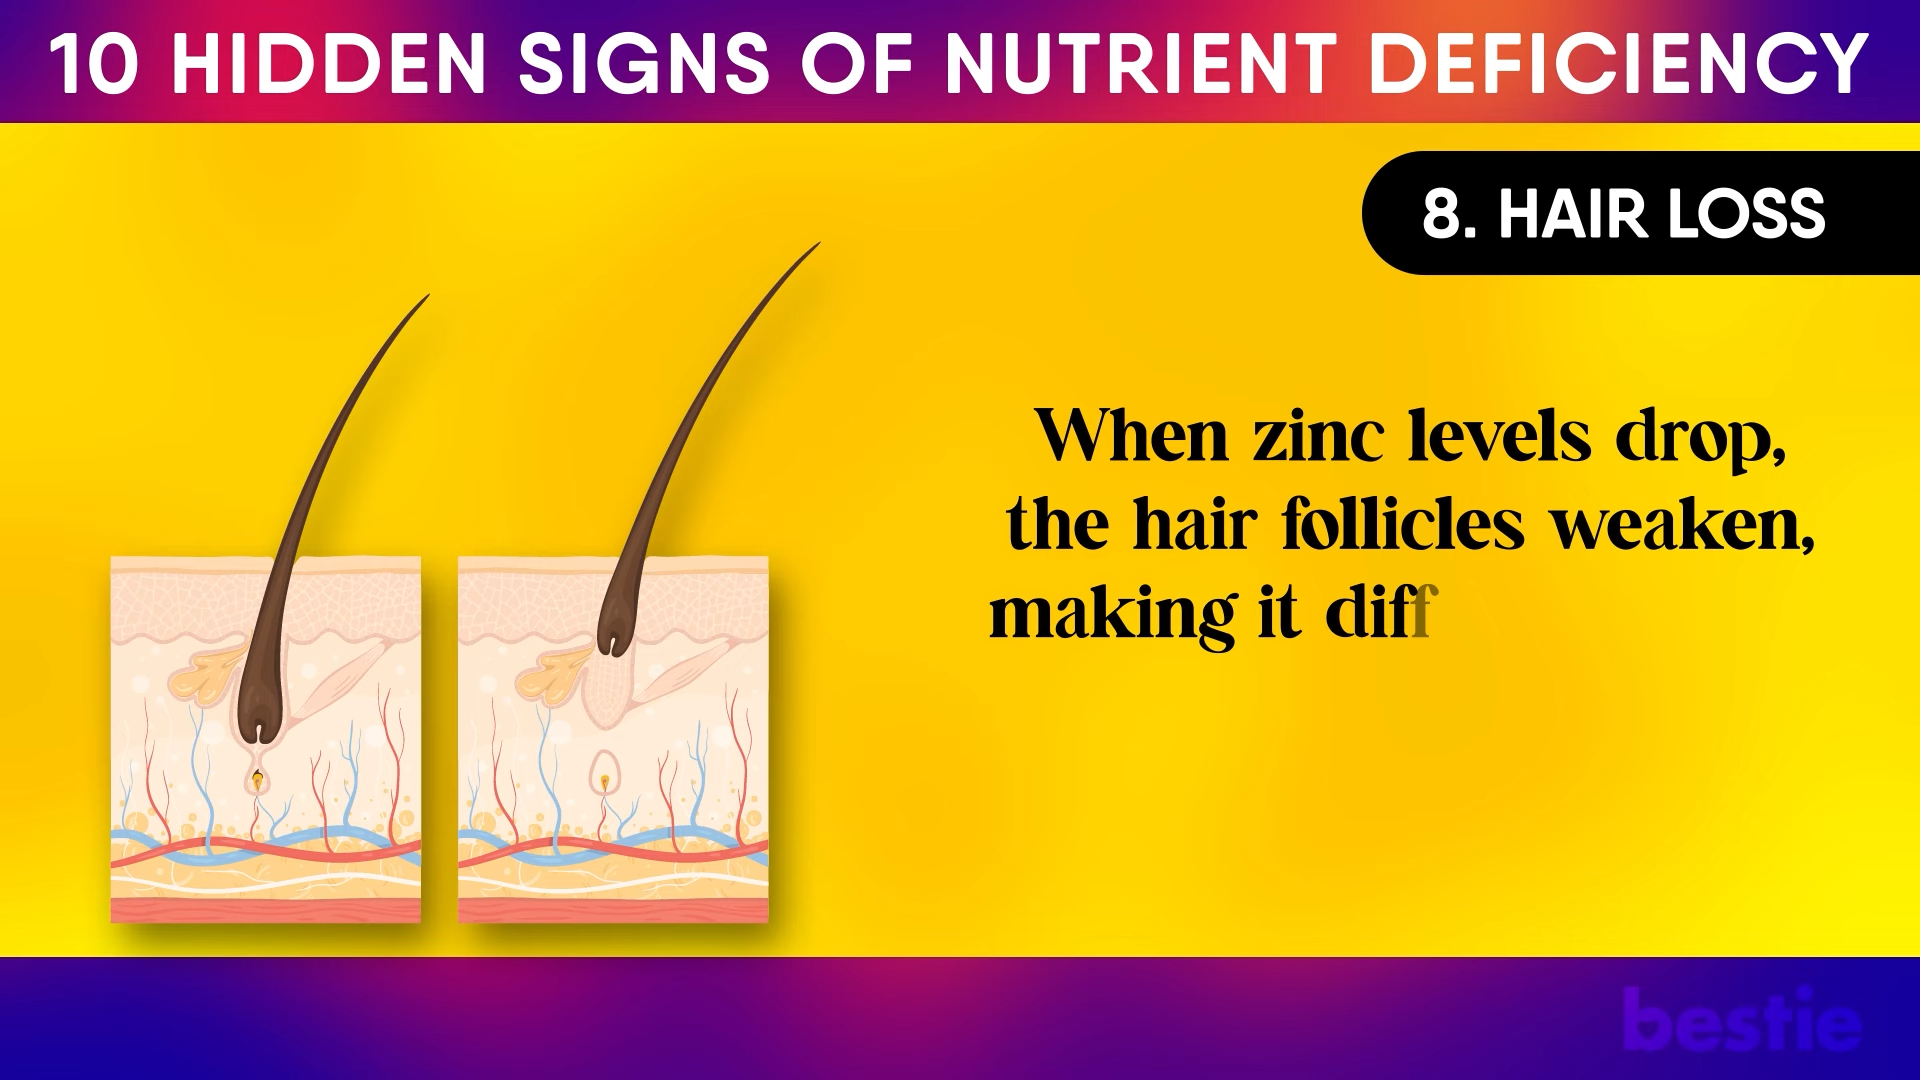 10 HIDDEN SIGNS OF NUTRIENT DEFICIENCY
8. HAIR LOSS
When zinc levels drop,
the hair follicles weaken,
making it diff
bestie